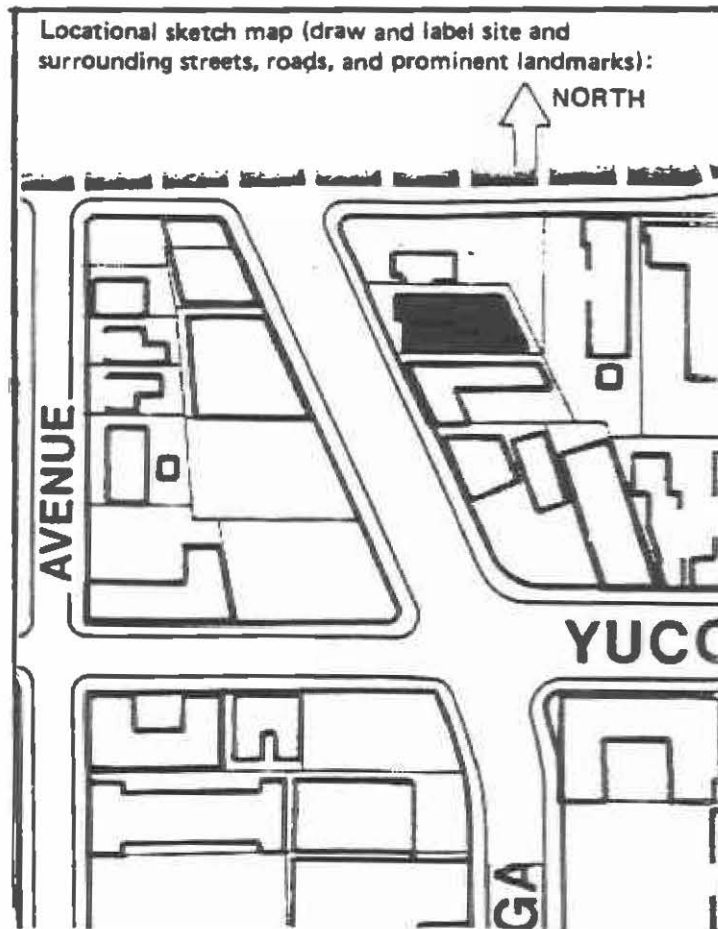 Locational sketch map (draw and label site and
surrounding streets, roads, and prominent landmarks):
NORTH
AVENUE
YUCC
GA